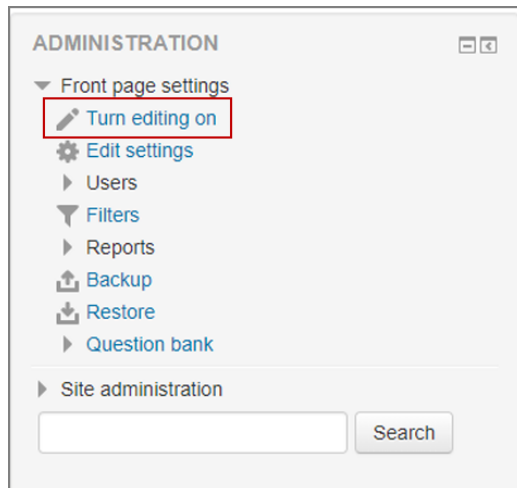 ADMINISTRATION
Front page settings
Turn editing on
Edit settings
Users
Filters
Reports
Backup
Restore
Question bank
Site administration
Search